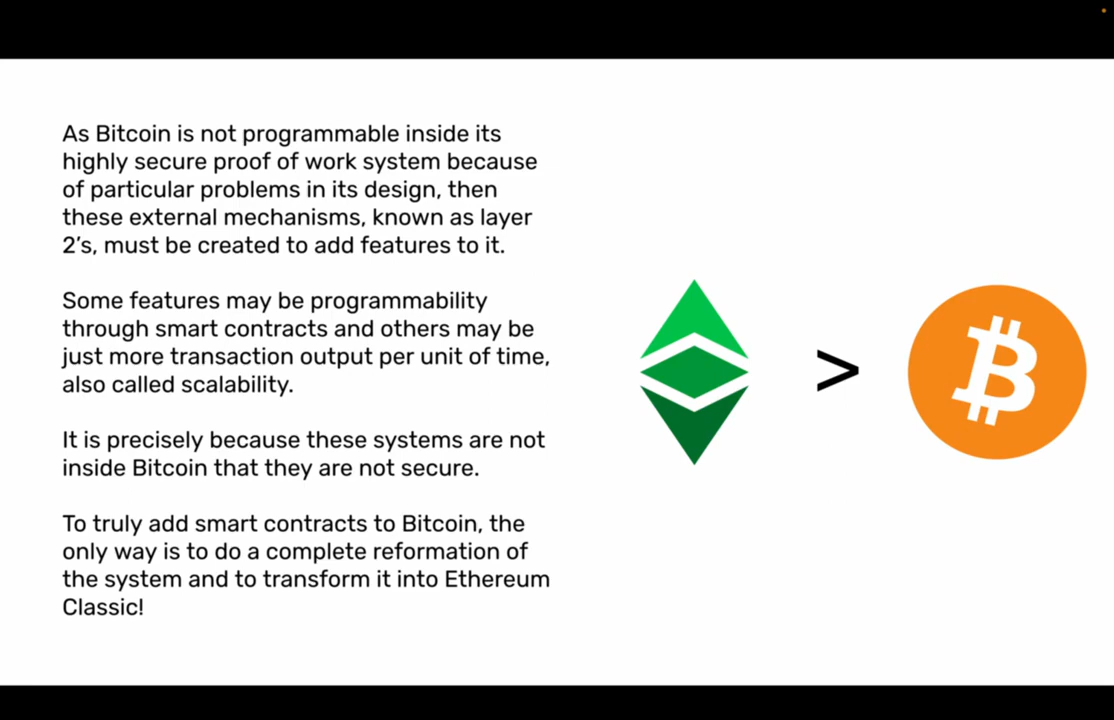 As Bitcoin is not programmable inside its
highly secure proof of work system because
of particular problems in its design, then
these external mechanisms, known as layer
2’s, must be created to add features to it.
Some features may be programmability
through smart contracts and others may be
just more transaction output per unit of time,
also called scalability.
It is precisely because these systems are not
inside Bitcoin that they are not secure.
To truly add smart contracts to Bitcoin, the
only way is to do a complete reformation of
the system and to transform it into Ethereum
Classic!
>